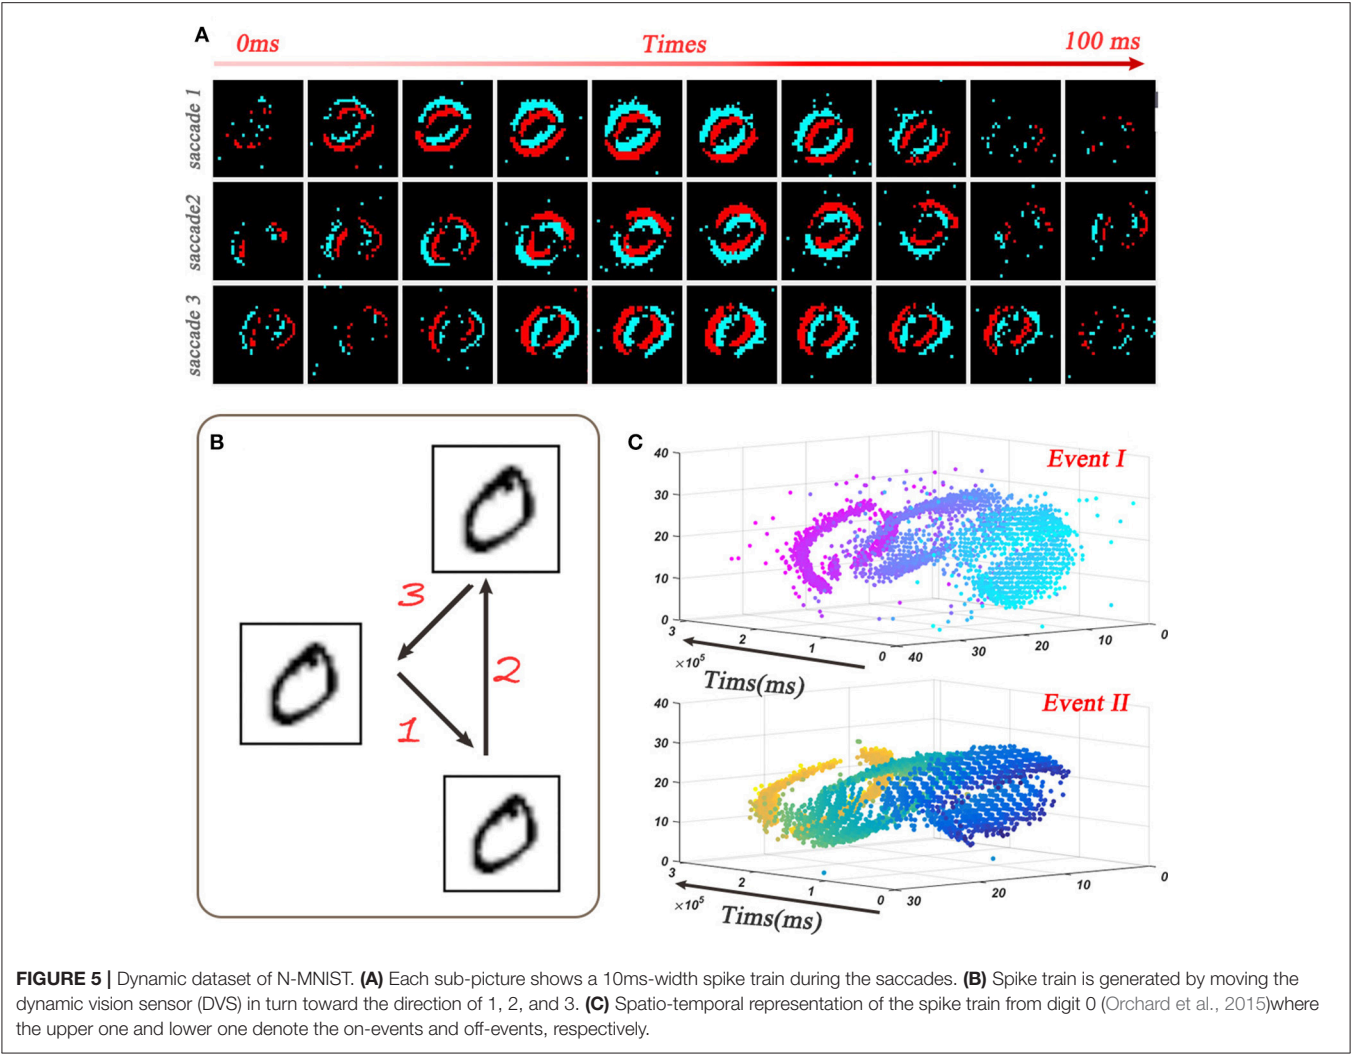 A
0ms Times 100 ms
saccade 1
saccade2
saccade 3
B
3
2
1
C
Event I
40
30
20
10
0
3 2 1 0 40 30 20 10 0
×10⁵
Tims(ms)
Event II
40
30
20
10
0
3 2 1 0 30 20 10 0
×10⁵
Tims(ms)
FIGURE 5 | Dynamic dataset of N-MNIST. (A) Each sub-picture shows a 10ms-width spike train during the saccades. (B) Spike train is generated by moving the
dynamic vision sensor (DVS) in turn toward the direction of 1, 2, and 3. (C) Spatio-temporal representation of the spike train from digit 0 (Orchard et al., 2015)where
the upper one and lower one denote the on-events and off-events, respectively.